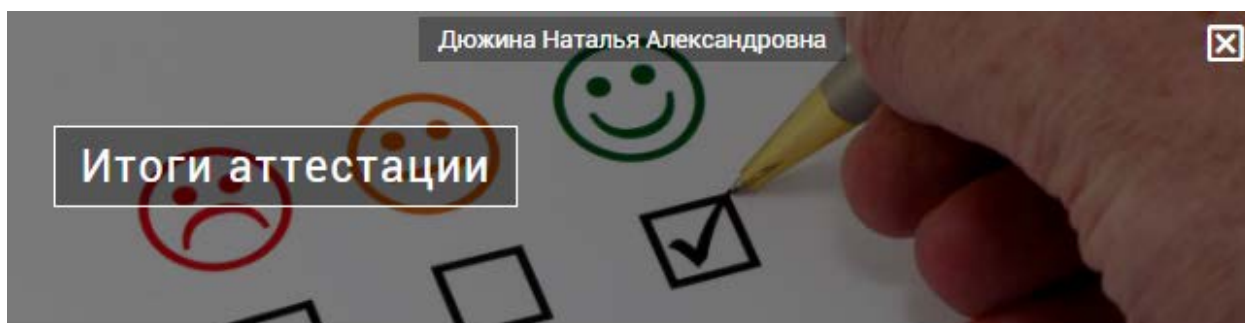 Дюжина Наталья Александровна
Итоги аттестации